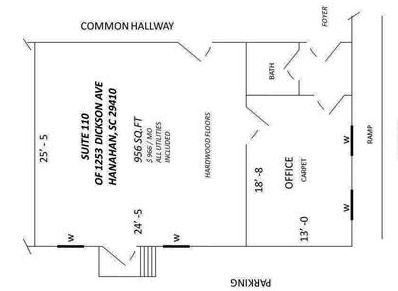 COMMON HALLWAY
FOYER
BATH
RAMP
25' - 5
SUITE 110
OF 1253 DICKSON AVE
HANAHAN, SC 29410
956 SQ.FT
$ 966 / MO
ALL UTILITIES
INCLUDED
HARDWOOD FLOORS
18' -8
OFFICE
CARPET
W
W
24' -5
13' -0
W
W
PARKING